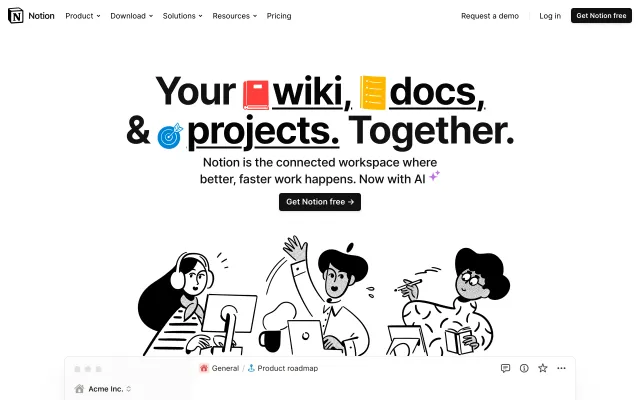 Notion
Product
Download
Solutions
Resources
Pricing
Request a demo
Log in
Get Notion free
Your wiki, docs,
& projects. Together.
Notion is the connected workspace where
better, faster work happens. Now with AI
Get Notion free →
General / Product roadmap
Acme Inc.